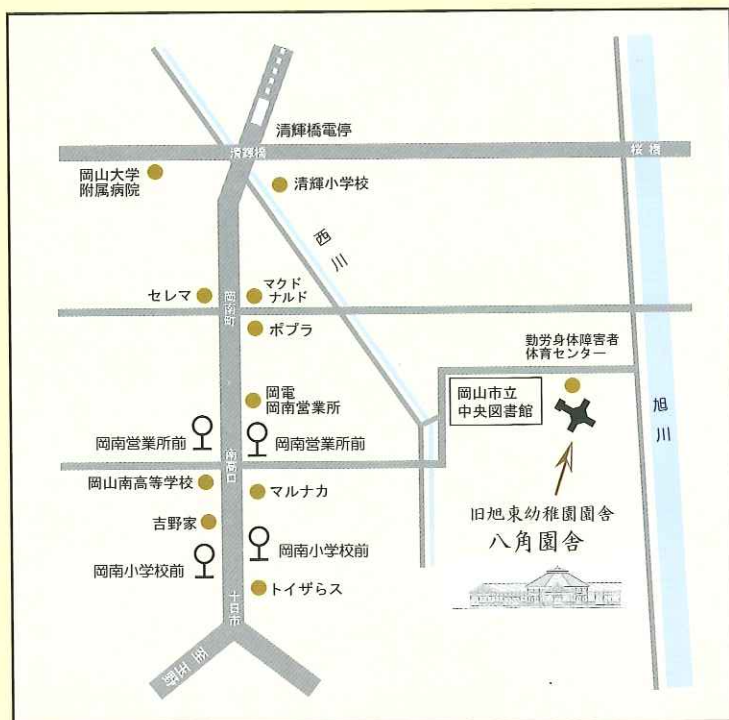 清輝橋電停
清輝橋
桜橋
岡山大学
附属病院
清輝小学校
西川
セレマ
マクド
ナルド
岡南町
ポプラ
勤労身体障害者
体育センター
岡山市立
中央図書館
旭川
岡電
岡南営業所
岡南営業所前
岡南営業所前
岡山南高等学校
マルナカ
旧旭東幼稚園園舎
八角園舎
吉野家
岡南小学校前
岡南小学校前
トイザらス
十日市
至玉野